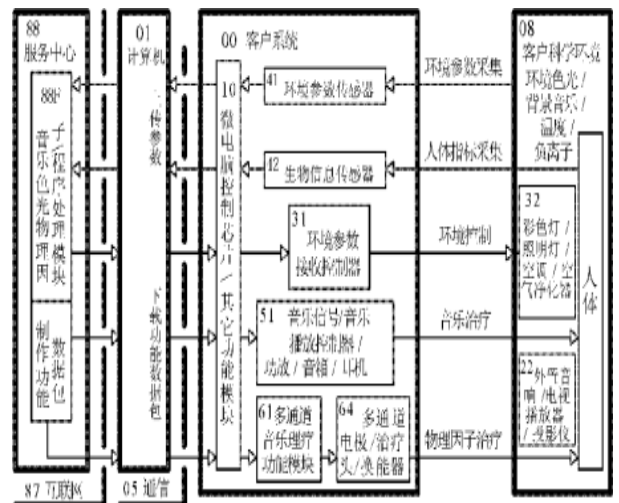 88
服务中心
88F
音乐色光物理因
子/程序处理模块
制作功能
数据包
87 互联网
01
计算机
上传参数
下载功能数据包
05 通信
00 客户系统
10
微电脑控制芯片/其它功能模块
41
环境参数传感器
42
生物信息传感器
31
环境参数
接收控制器
51
音乐信号/音乐
播放控制器/
功放/音箱/耳机
61
多通道
音乐理疗
功能模块
64
多通道
电极/治疗
头/换能器
环境参数采集
人体指标采集
环境控制
音乐治疗
物理因子治疗
08
客户科学环境
环境色光/
背景音乐/
温度/
负离子
32
彩色灯/
照明灯/
空调/空
气净化器
人体
22
外平音
响/电视
播放器
/投影仪